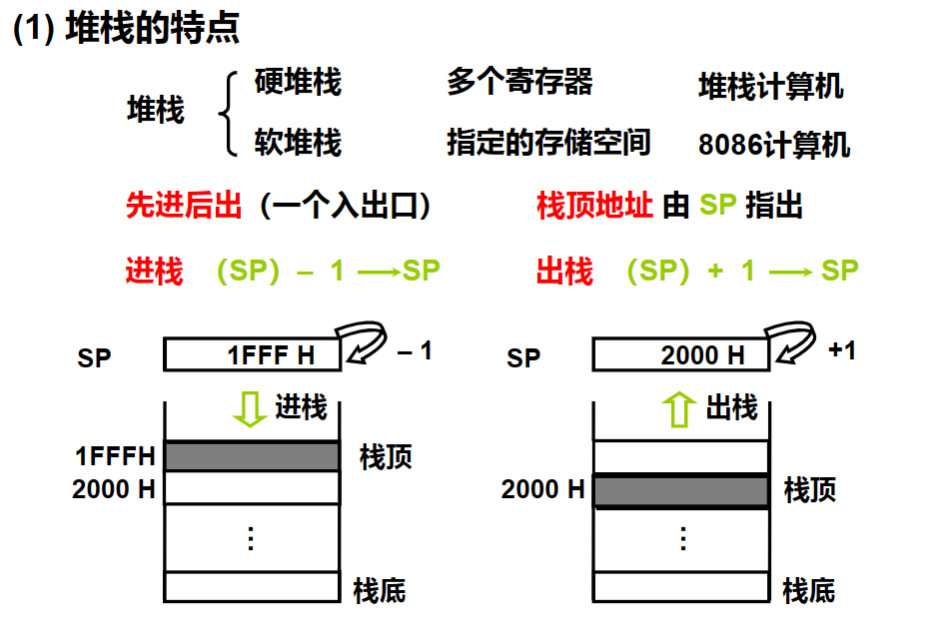 (1) 堆栈的特点
堆栈
硬堆栈 多个寄存器 堆栈计算机
软堆栈 指定的存储空间 8086计算机
先进后出（一个入出口） 栈顶地址 由 SP 指出
进栈 （SP）– 1 → SP 出栈 （SP）+ 1 → SP
SP 1FFF H – 1
进栈
1FFFH 栈顶
2000 H
⋮
栈底
SP 2000 H +1
出栈
2000 H 栈顶
⋮
栈底